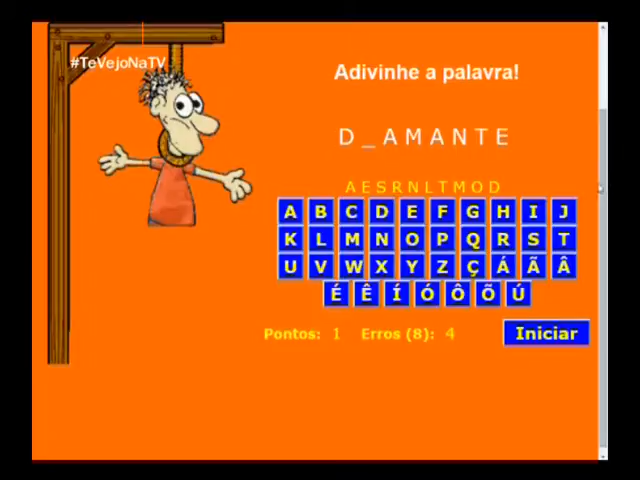 #TeVejoNaTV
Adivinhe a palavra!
D _ A M A N T E
A E S R N L T M O D
A B C D E F G H I J
K L M N O P Q R S T
U V W X Y Z Ç Á Ã Â
É Ê Í Ó Ô Õ Ú
Pontos: 1 Erros (8): 4 Iniciar